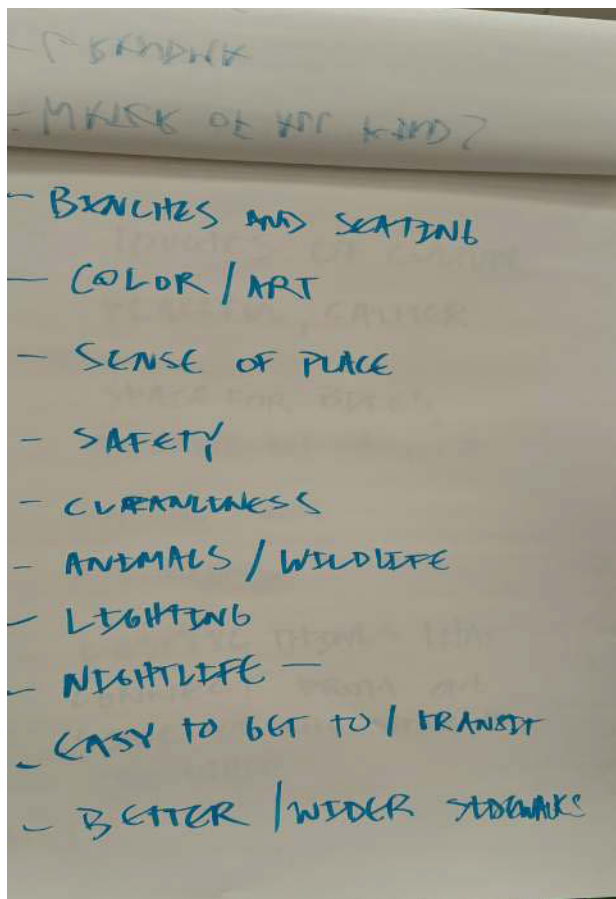 - BENCHES AND SEATING
- COLOR / ART
- SENSE OF PLACE
- SAFETY
- CLEANLINESS
- ANIMALS / WILDLIFE
- LIGHTING
- NIGHTLIFE -
- EASY TO GET TO / TRANSIT
- BETTER / WIDER SIDEWALKS